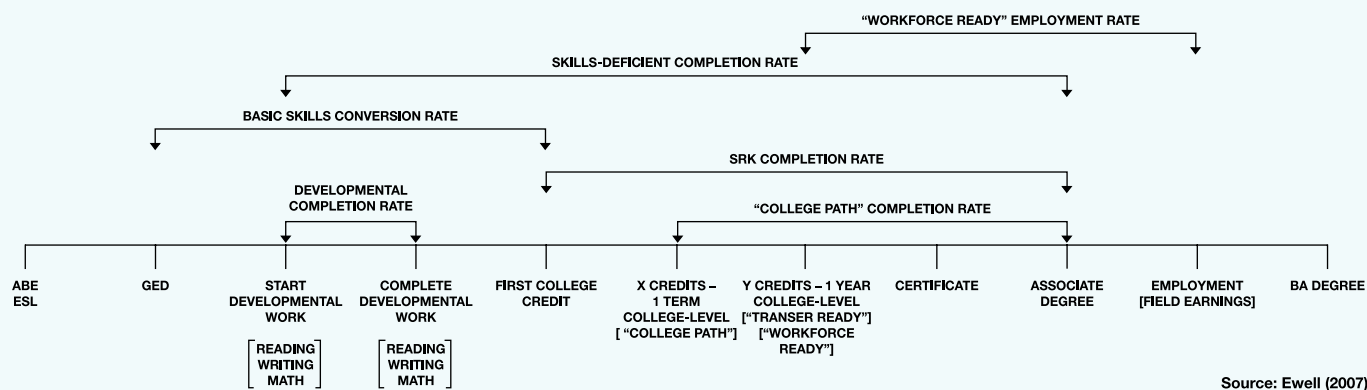 “WORKFORCE READY” EMPLOYMENT RATE
SKILLS-DEFICIENT COMPLETION RATE
BASIC SKILLS CONVERSION RATE
SRK COMPLETION RATE
DEVELOPMENTAL
COMPLETION RATE
“COLLEGE PATH” COMPLETION RATE
ABE
ESL
GED
START
DEVELOPMENTAL
WORK
READING
WRITING
MATH
COMPLETE
DEVELOPMENTAL
WORK
READING
WRITING
MATH
FIRST COLLEGE
CREDIT
X CREDITS –
1 TERM
COLLEGE-LEVEL
[ “COLLEGE PATH”]
Y CREDITS – 1 YEAR
COLLEGE-LEVEL
[“TRANSER READY”]
[“WORKFORCE
READY”]
CERTIFICATE
ASSOCIATE
DEGREE
EMPLOYMENT
[FIELD EARNINGS]
BA DEGREE
Source: Ewell (2007)